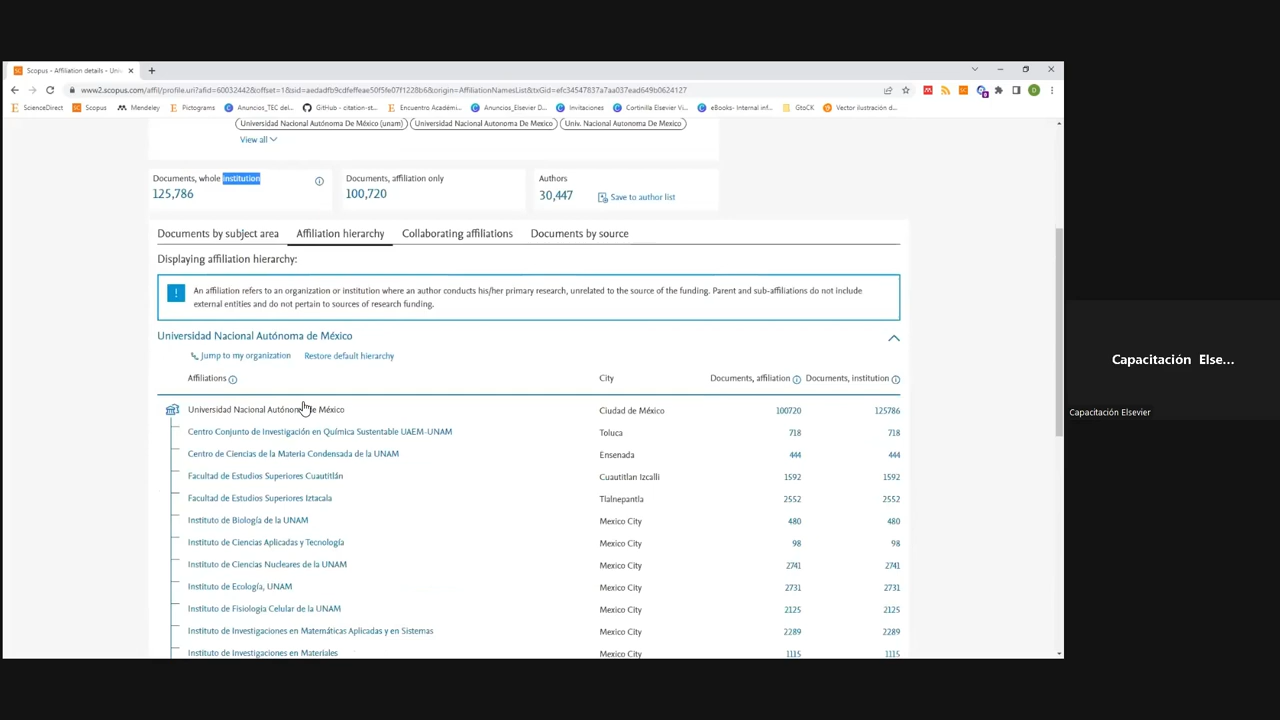 Scopus - Affiliation details - Uni
www2.scopus.com/affil/profile.uri?afid=60032442&offset=1&
ScienceDirect Scopus Mendeley Pictograms Anuncios_TEC del... GitHub - citation-st... Encuentro Académi... Anuncios_Elsevier D... Invitaciones Cortinilla Elsevier Vi... eBooks- Internal inf... GtoCK Vector ilustración d...
Universidad Nacional Autónoma De México (unam) Universidad Nacional Autonoma De Mexico Univ. Nacional Autonoma De Mexico
View all
Documents, whole institution Documents, affiliation only Authors
125,786 100,720 30,447 Save to author list
Documents by subject area Affiliation hierarchy Collaborating affiliations Documents by source
Displaying affiliation hierarchy:
! An affiliation refers to an organization or institution where an author conducts his/her primary research, unrelated to the source of the funding. Parent and sub-affiliations do not include
external entities and do not pertain to sources of research funding.
Universidad Nacional Autónoma de México
Jump to my organization Restore default hierarchy
Affiliations City Documents, affiliation Documents, institution
Universidad Nacional Autónoma de México Ciudad de México 100720 125786
Centro Conjunto de Investigación en Química Sustentable UAEM-UNAM Toluca 718 718
Centro de Ciencias de la Materia Condensada de la UNAM Ensenada 444 444
Facultad de Estudios Superiores Cuautitlán Cuautitlan Izcalli 1592 1592
Facultad de Estudios Superiores Iztacala Tlalnepantla 2552 2552
Instituto de Biología de la UNAM Mexico City 480 480
Instituto de Ciencias Aplicadas y Tecnología Mexico City 98 98
Instituto de Ciencias Nucleares de la UNAM Mexico City 2741 2741
Instituto de Ecología, UNAM Mexico City 2731 2731
Instituto de Fisiología Celular de la UNAM Mexico City 2125 2125
Instituto de Investigaciones en Matemáticas Aplicadas y en Sistemas Mexico City 2289 2289
Instituto de Investigaciones en Materiales Mexico City 1115 1115
Capacitación Else...
Capacitación Elsevier